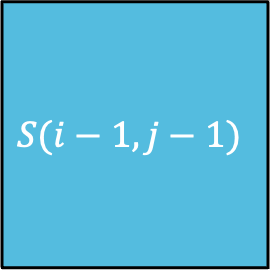 S(i − 1, j − 1)